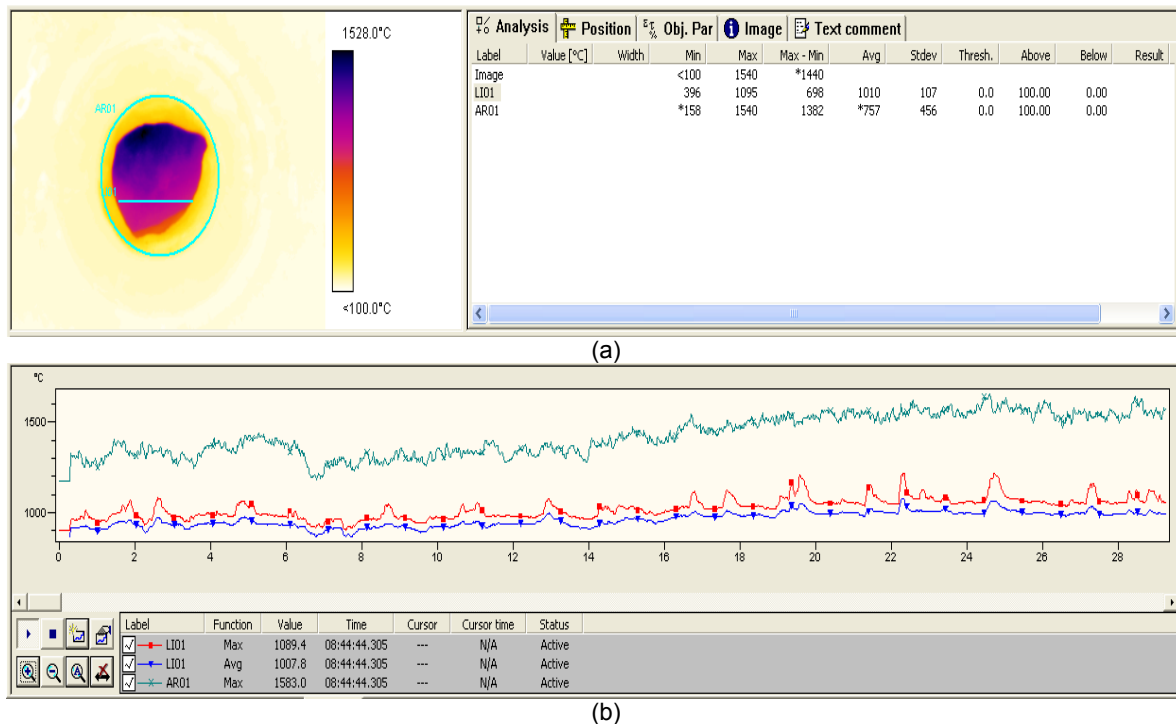 1528.0°C
AR01
LI01
<100.0°C
Analysis Position Obj. Par Image Text comment
Label Value [°C] Width Min Max Max - Min Avg Stdev Thresh. Above Below Result
Image <100 1540 *1440
LI01 396 1095 698 1010 107 0.0 100.00 0.00
AR01 *158 1540 1382 *757 456 0.0 100.00 0.00
(a)
°C
1500
1000
0 2 4 6 8 10 12 14 16 18 20 22 24 26 28
Label Function Value Time Cursor Cursor time Status
LI01 Max 1089.4 08:44:44.305 --- N/A Active
LI01 Avg 1007.8 08:44:44.305 --- N/A Active
AR01 Max 1583.0 08:44:44.305 --- N/A Active
(b)